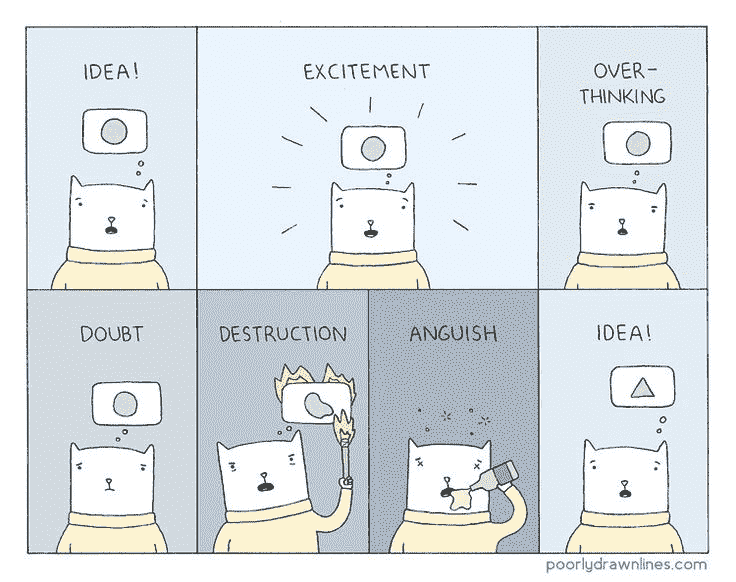 IDEA!
EXCITEMENT
OVER-
THINKING
DOUBT
DESTRUCTION
ANGUISH
IDEA!
poorlydrawnlines.com